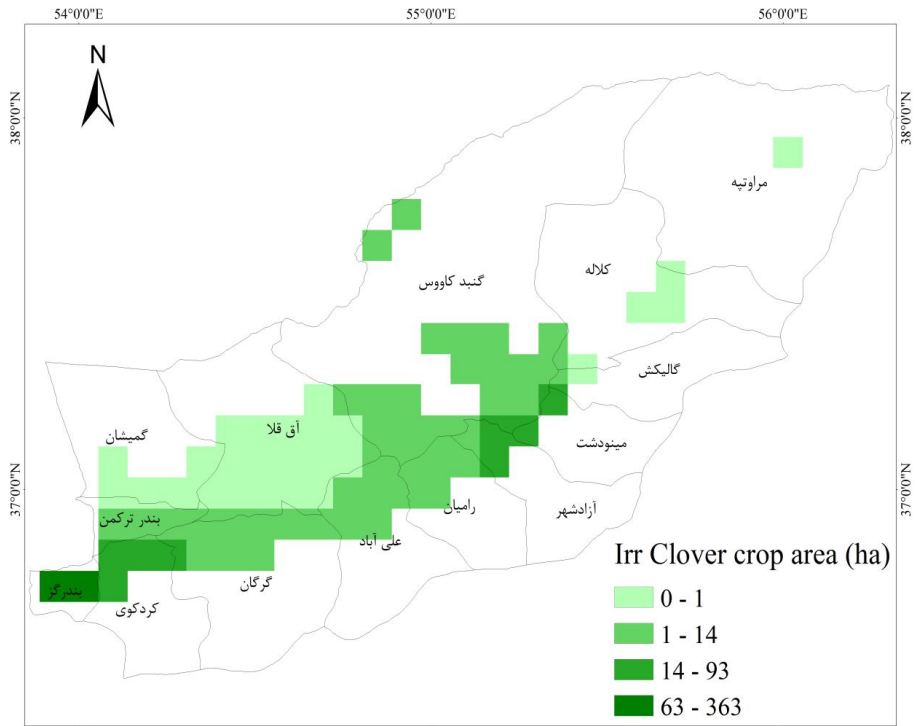 54°0'0"E
55°0'0"E
56°0'0"E
N
38°0'0"N
38°0'0"N
مراوتپه
کلاله
گنبد کاووس
گالیکش
گمیشان
آق قلا
مینودشت
37°0'0"N
37°0'0"N
رامیان
آزادشهر
بندر ترکمن
علی آباد
گرگان
بندرگز
کردکوی
Irr Clover crop area (ha)
0 - 1
1 - 14
14 - 93
63 - 363